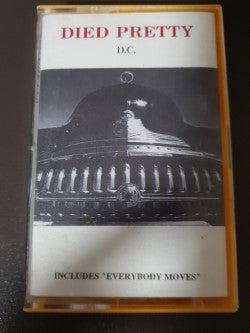 DIED PRETTY
D.C.
INCLUDES "EVERYBODY MOVES"